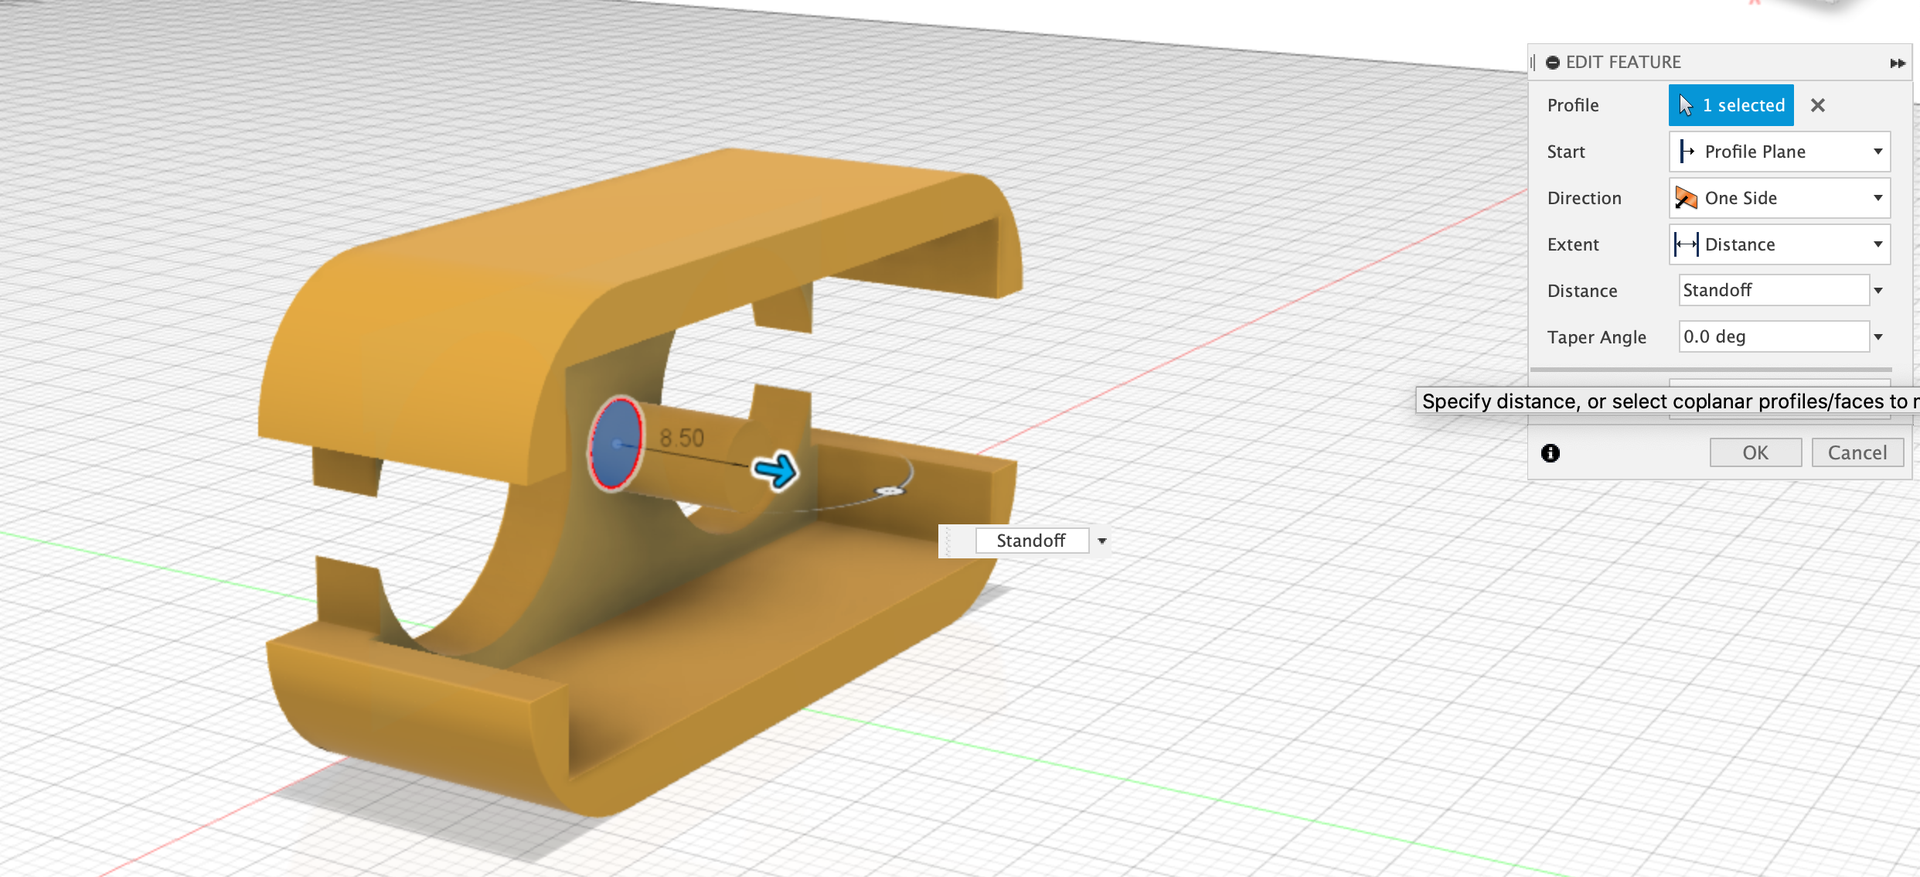 EDIT FEATURE
Profile 1 selected
Start Profile Plane
Direction One Side
Extent Distance
Distance Standoff
Taper Angle 0.0 deg
Specify distance, or select coplanar profiles/faces to
OK Cancel
8.50
Standoff